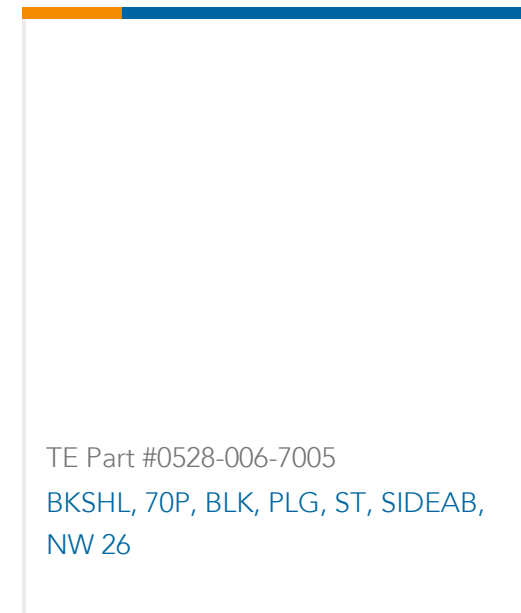 TE Part #0528-006-7005
BKSHL, 70P, BLK, PLG, ST, SIDEAB,
NW 26